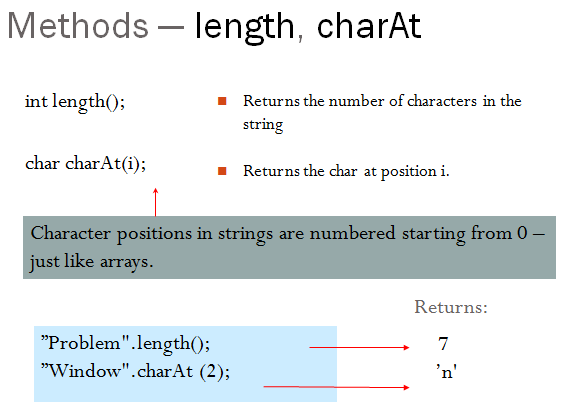 Methods — length, charAt
int length();
■ Returns the number of characters in the
string
char charAt(i);
■ Returns the char at position i.
Character positions in strings are numbered starting from 0 –
just like arrays.
Returns:
”Problem".length(); 7
”Window".charAt (2); ’n'